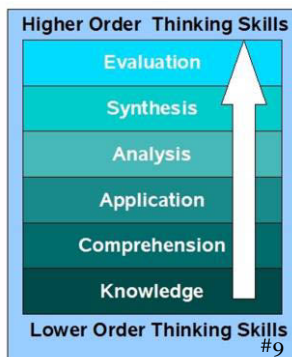 Higher Order Thinking Skills
Evaluation
Synthesis
Analysis
Application
Comprehension
Knowledge
Lower Order Thinking Skills
#9